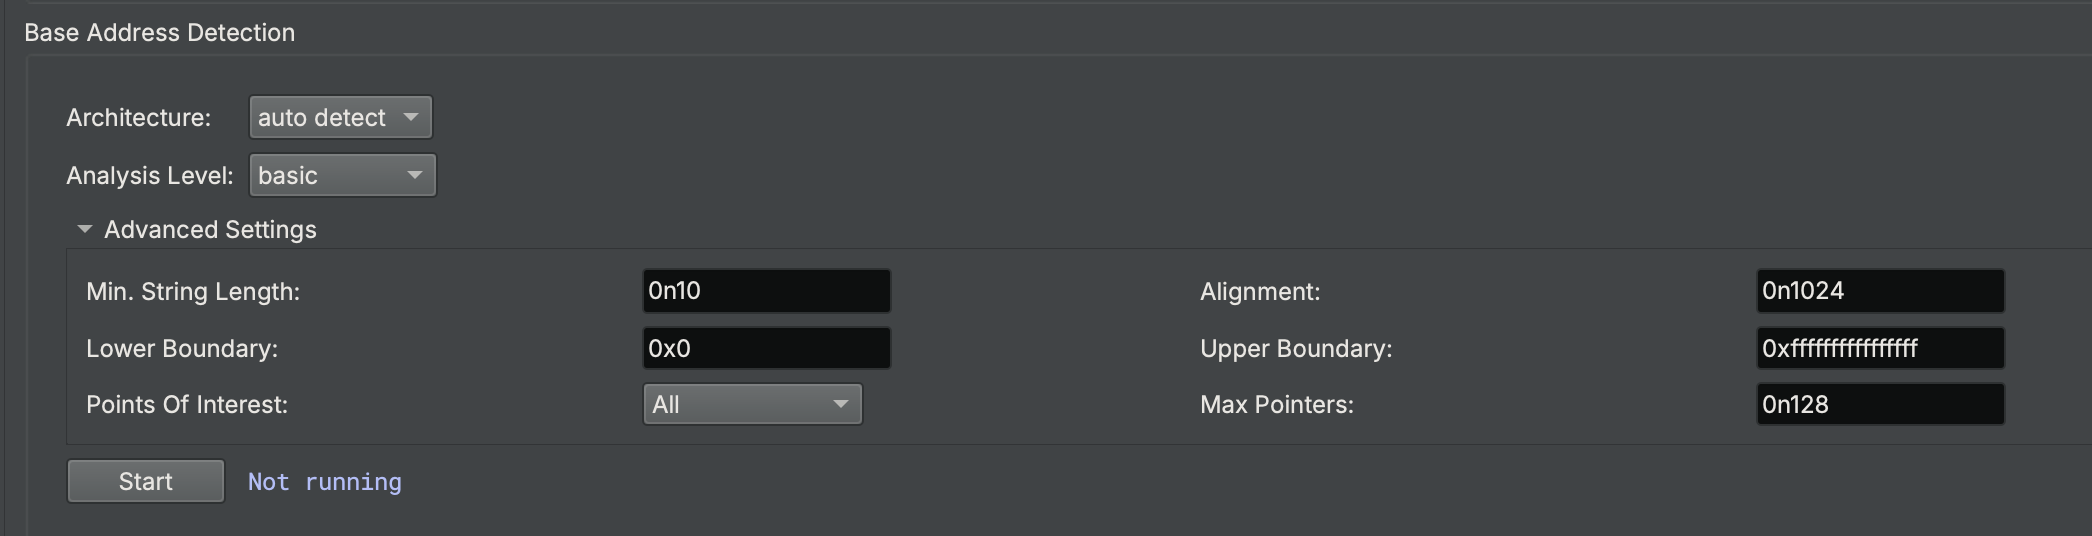 Base Address Detection
Architecture: auto detect
Analysis Level: basic
Advanced Settings
Min. String Length: 0n10 Alignment: 0n1024
Lower Boundary: 0x0 Upper Boundary: 0xffffffffffffffff
Points Of Interest: All Max Pointers: 0n128
Start Not running